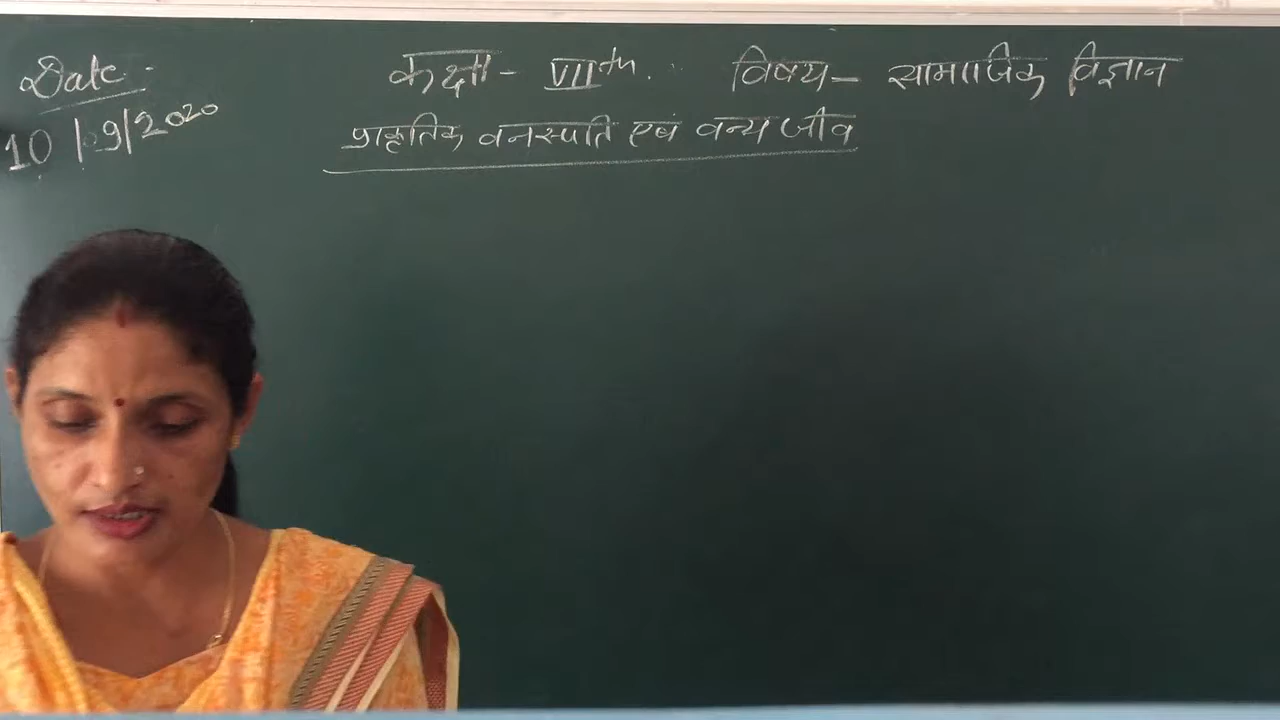 Date :
10/9/2020
कक्षा - VIIth. विषय - सामाजिक विज्ञान
प्राकृतिक वनस्पति एवं वन्य जीव